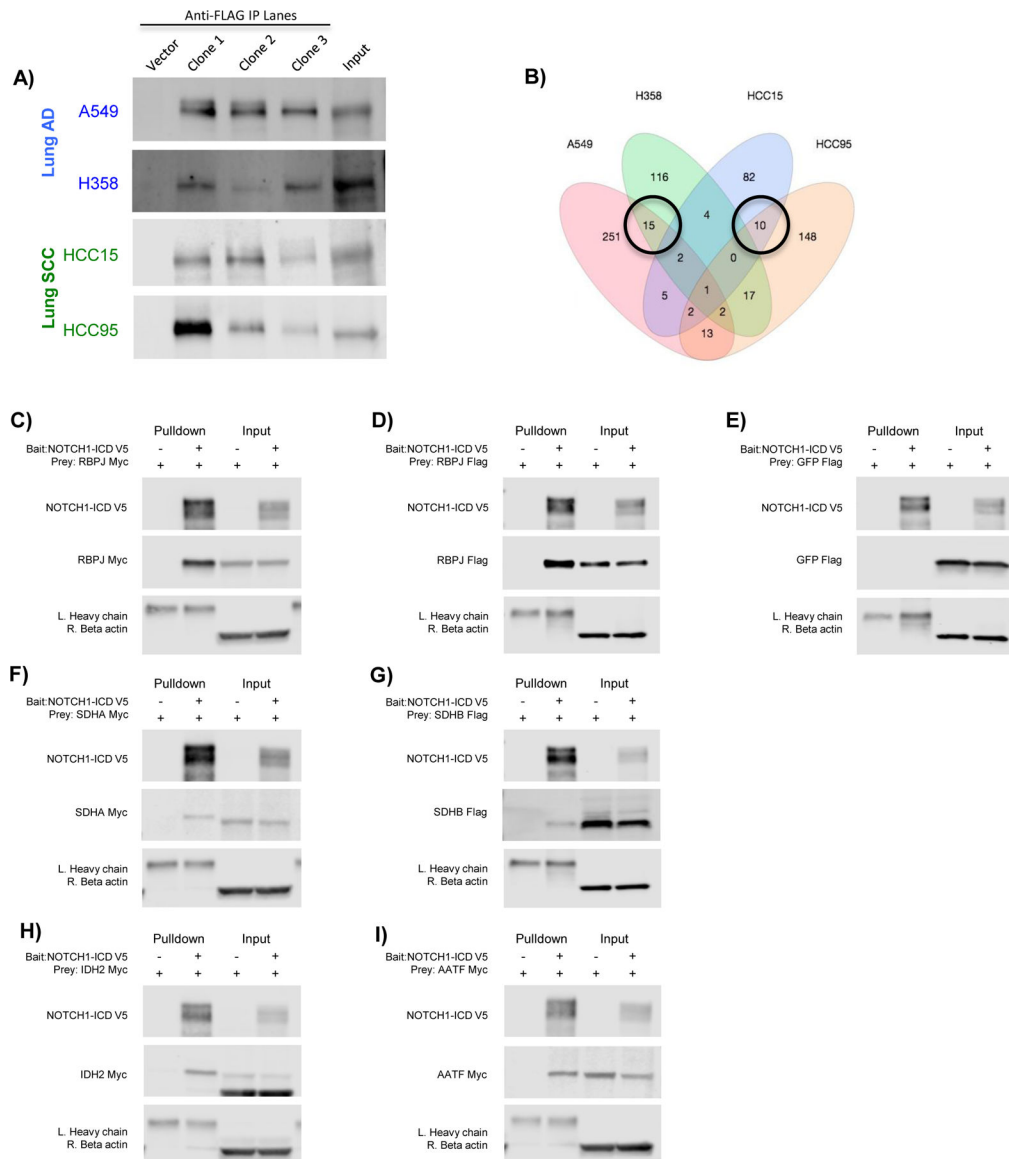 Anti-FLAG IP Lanes
Vector
Clone 1
Clone 2
Clone 3
Input
A)
Lung AD
A549
H358
Lung SCC
HCC15
HCC95
B)
H358
HCC15
A549
HCC95
116
82
4
251
15
10
148
2
0
1
5
17
2
2
13
C)
Pulldown Input
Bait:NOTCH1-ICD V5 - + - +
Prey: RBPJ Myc + + + +
NOTCH1-ICD V5
RBPJ Myc
L. Heavy chain
R. Beta actin
D)
Pulldown Input
Bait:NOTCH1-ICD V5 - + - +
Prey: RBPJ Flag + + + +
NOTCH1-ICD V5
RBPJ Flag
L. Heavy chain
R. Beta actin
E)
Pulldown Input
Bait:NOTCH1-ICD V5 - + - +
Prey: GFP Flag + + + +
NOTCH1-ICD V5
GFP Flag
L. Heavy chain
R. Beta actin
F)
Pulldown Input
Bait:NOTCH1-ICD V5 - + - +
Prey: SDHA Myc + + + +
NOTCH1-ICD V5
SDHA Myc
L. Heavy chain
R. Beta actin
G)
Pulldown Input
Bait:NOTCH1-ICD V5 - + - +
Prey: SDHB Flag + + + +
NOTCH1-ICD V5
SDHB Flag
L. Heavy chain
R. Beta actin
H)
Pulldown Input
Bait:NOTCH1-ICD V5 - + - +
Prey: IDH2 Myc + + + +
NOTCH1-ICD V5
IDH2 Myc
L. Heavy chain
R. Beta actin
I)
Pulldown Input
Bait:NOTCH1-ICD V5 - + - +
Prey: AATF Myc + + + +
NOTCH1-ICD V5
AATF Myc
L. Heavy chain
R. Beta actin